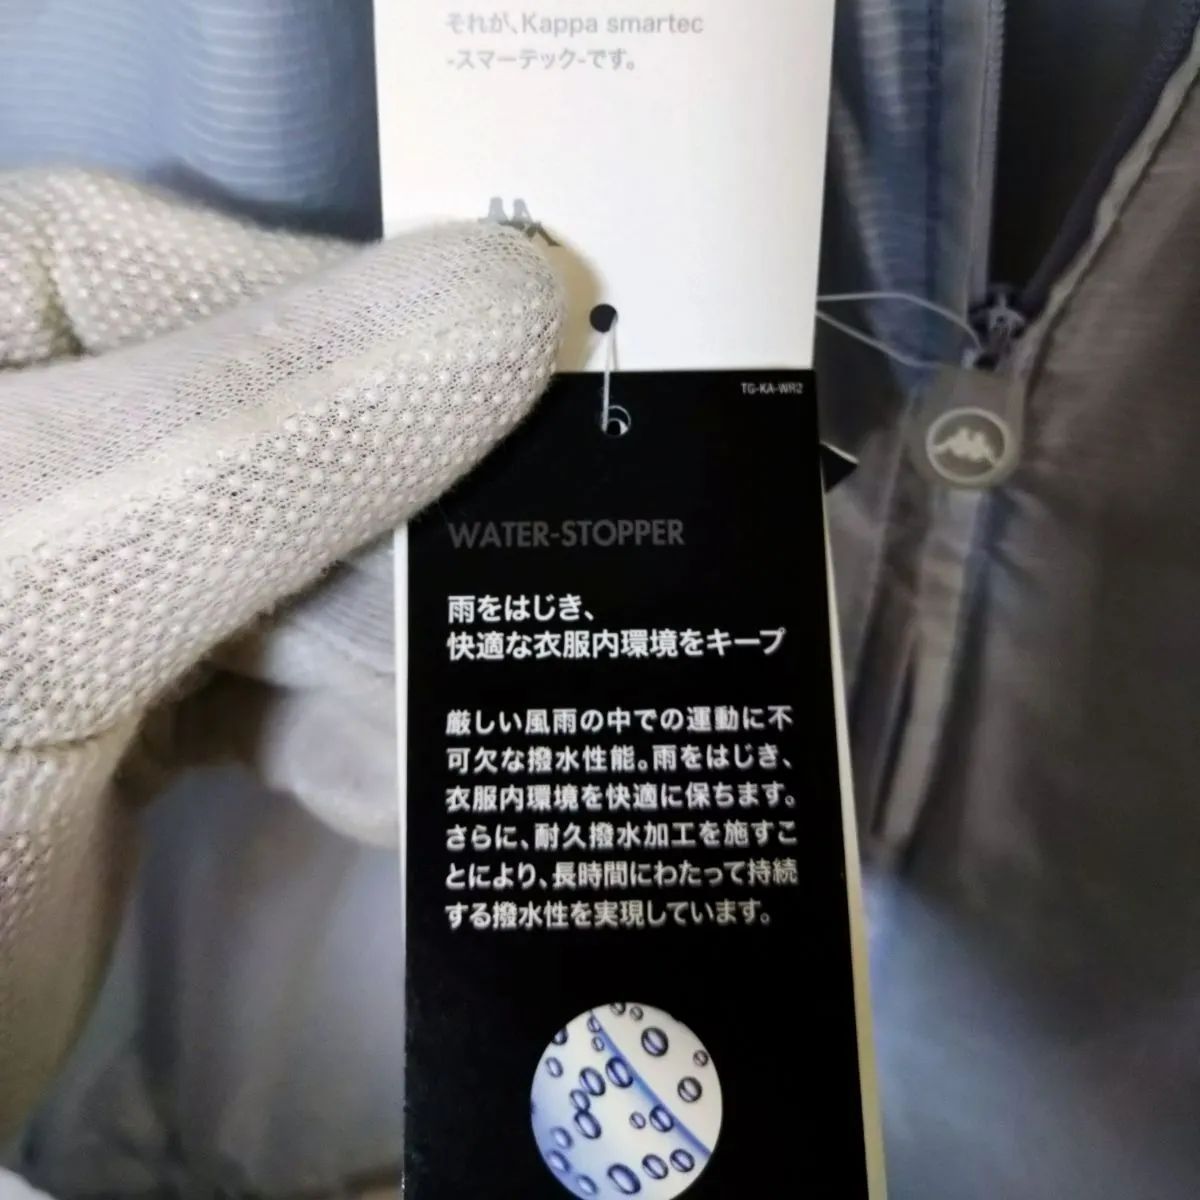 それが、Kappa smartec
-スマーテック-です。
TG-KA-WR2
WATER-STOPPER
雨をはじき、
快適な衣服内環境をキープ
厳しい風雨の中での運動に不
可欠な撥水性能。雨をはじき、
衣服内環境を快適に保ちます。
さらに、耐久撥水加工を施すこ
とにより、長時間にわたって持続
する撥水性を実現しています。